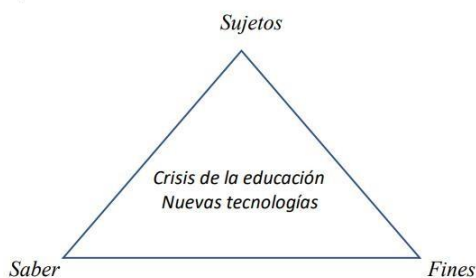 Sujetos
Crisis de la educación
Nuevas tecnologías
Saber
Fines